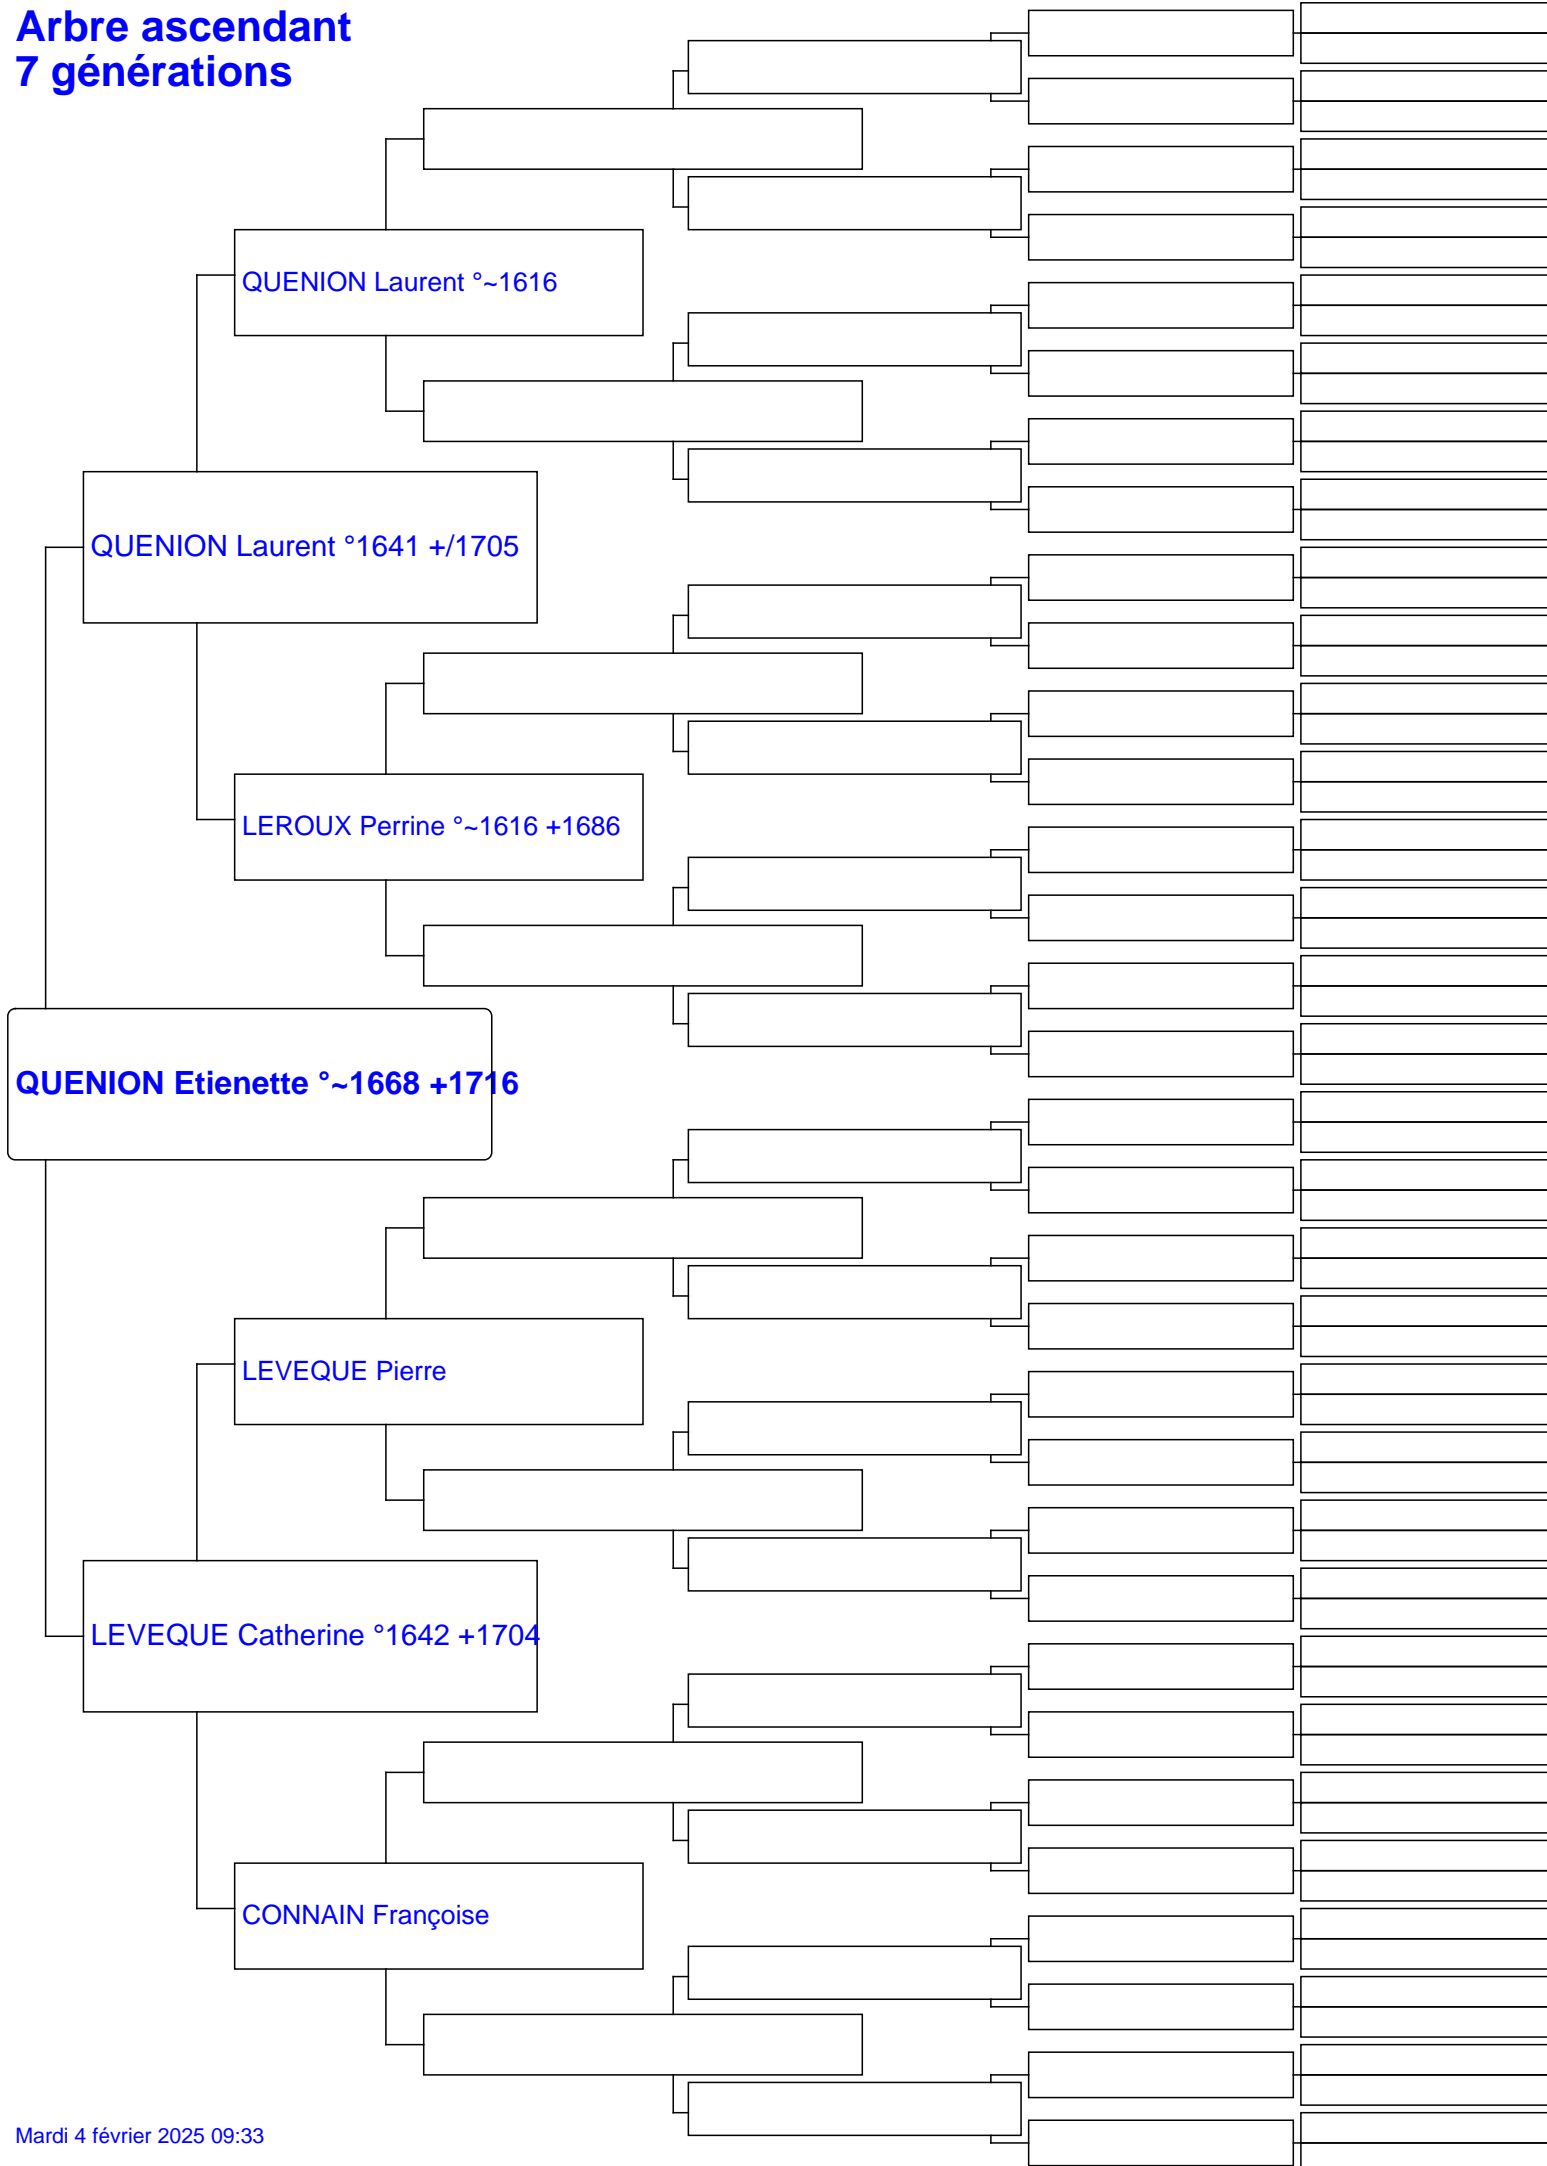 Arbre ascendant
7 générations
QUENION Laurent °~1616
QUENION Laurent °1641 +/1705
LEROUX Perrine °~1616 +1686
QUENION Etienette °~1668 +1716
LEVEQUE Pierre
LEVEQUE Catherine °1642 +1704
CONNAIN Françoise
Mardi 4 février 2025 09:33